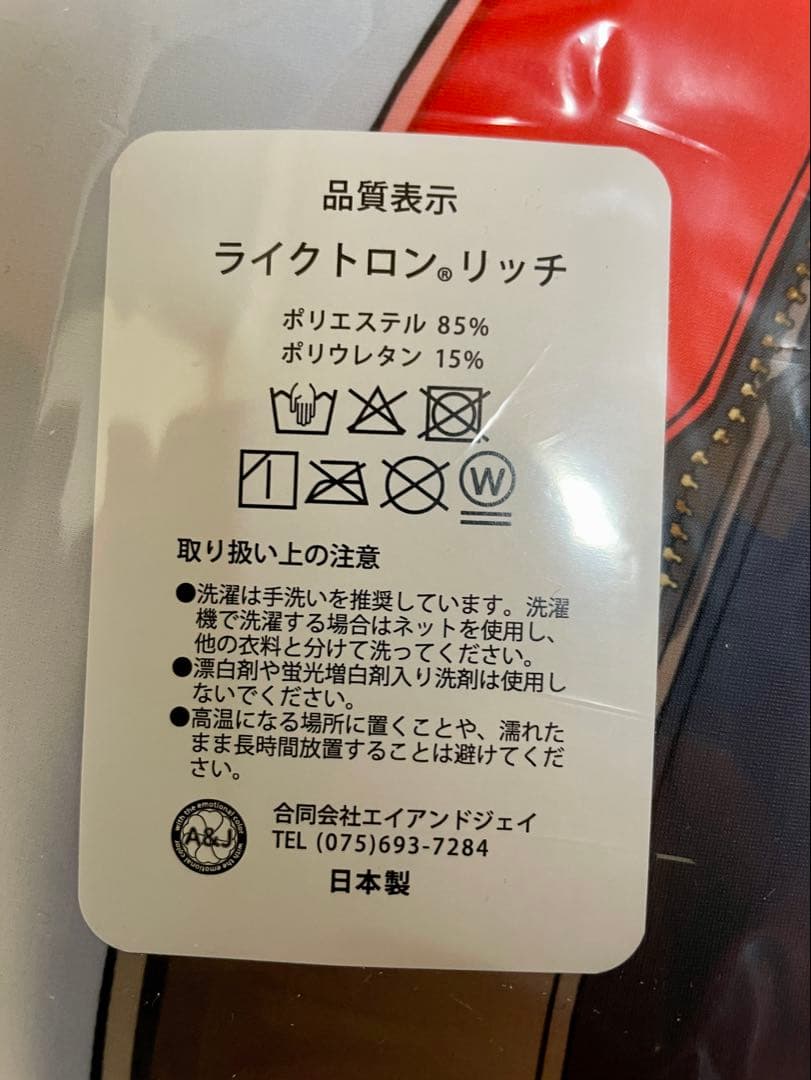 品質表示
ライクトロン®リッチ
ポリエステル 85%
ポリウレタン 15%
W
取り扱い上の注意
●洗濯は手洗いを推奨しています。洗濯
機で洗濯する場合はネットを使用し、
他の衣料と分けて洗ってください。
●漂白剤や蛍光増白剤入り洗剤は使用し
ないでください。
●高温になる場所に置くことや、濡れた
まま長時間放置することは避けてくだ
さい。
with the emotional color
A&J
with the emotional color
合同会社エイアンドジェイ
TEL (075)693-7284
日本製